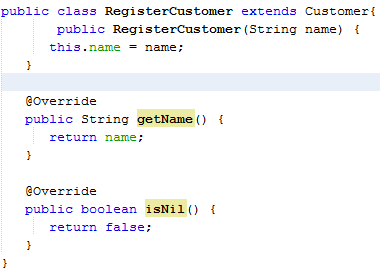 public class RegisterCustomer extends Customer{
public RegisterCustomer(String name) {
this.name = name;
}
@Override
public String getName() {
return name;
}
@Override
public boolean isNil() {
return false;
}
}